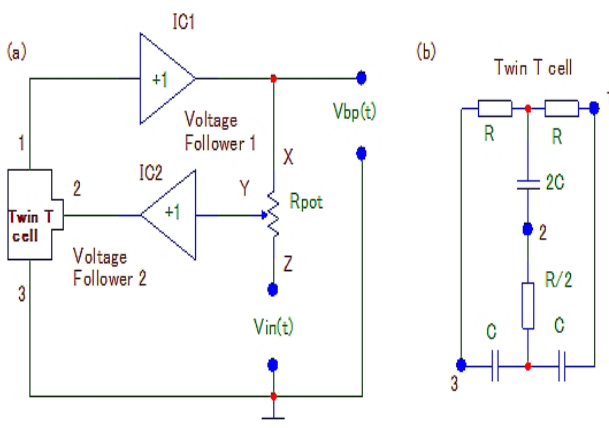 (a)
IC1
+1
Voltage
Follower 1
Vbp(t)
X
1
2
IC2
+1
Y
Rpot
Twin T
cell
Voltage
Follower 2
Z
3
Vin(t)
(b)
Twin T cell
1
R
R
2C
2
R/2
C
C
3